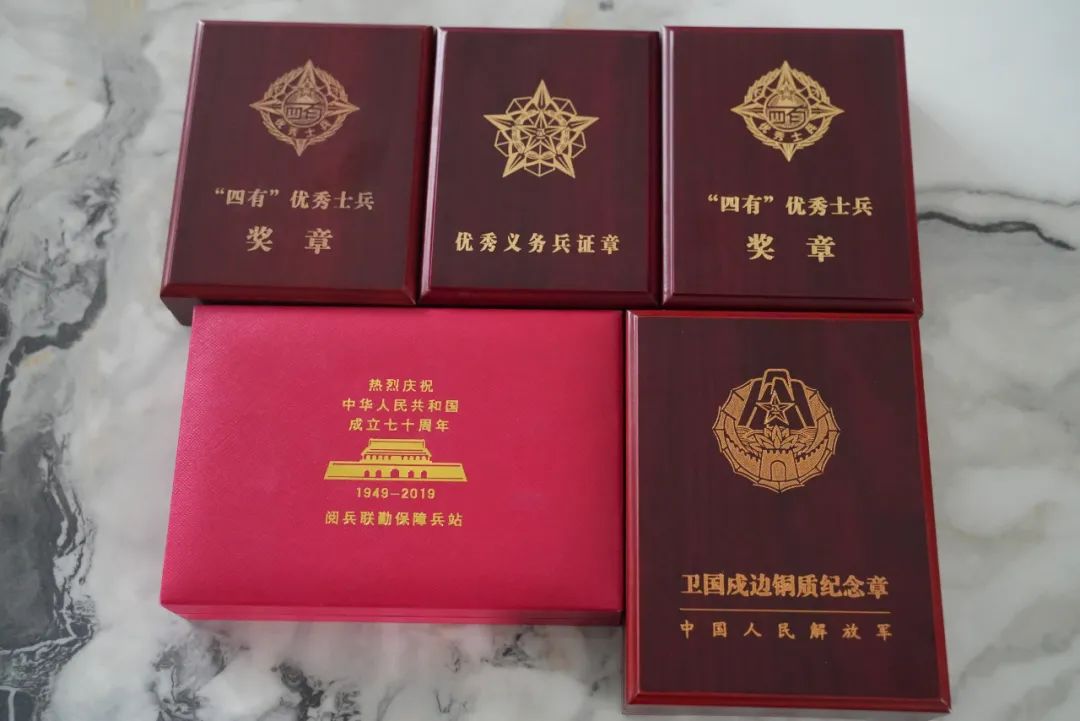 四有
优秀士兵
“四有”优秀士兵
奖章
优秀义务兵证章
四有
优秀士兵
“四有”优秀士兵
奖章
热烈庆祝
中华人民共和国
成立七十周年
1949-2019
阅兵联勤保障兵站
卫国戍边铜质纪念章
中国人民解放军